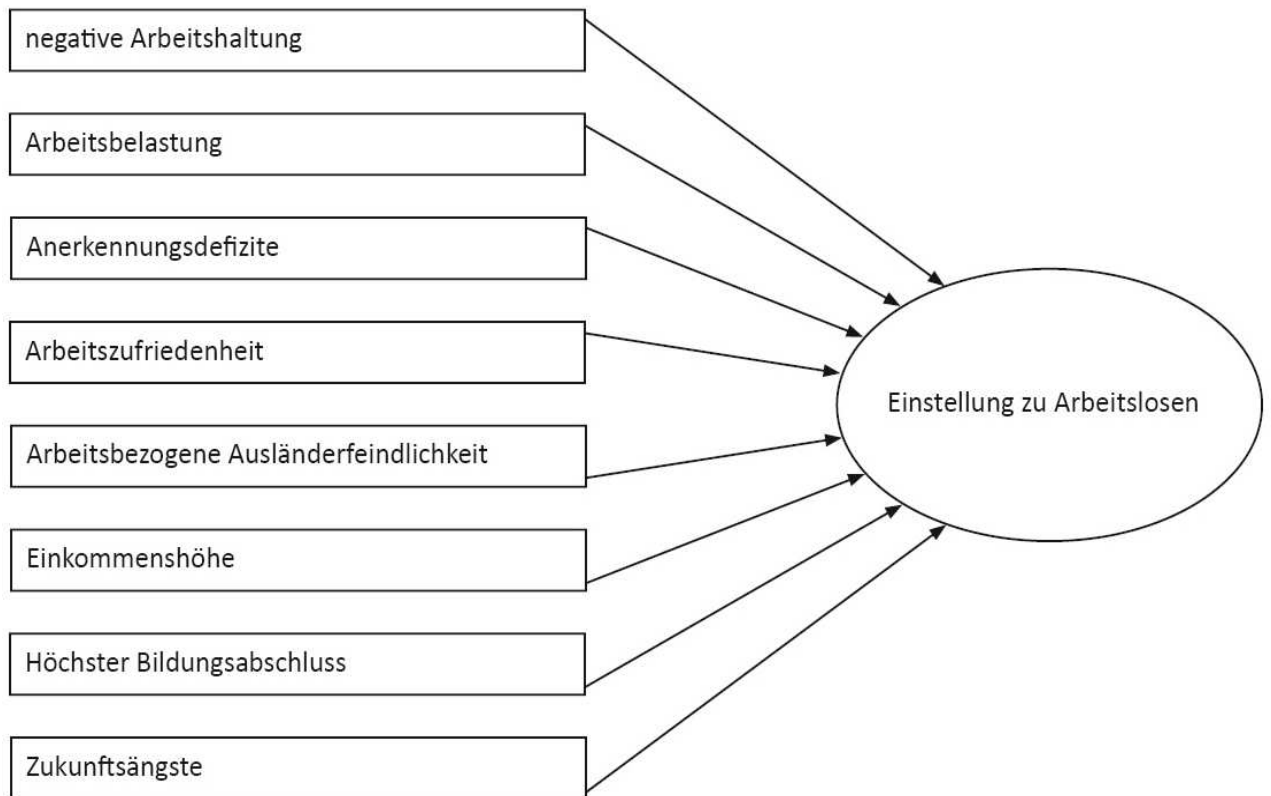 negative Arbeitshaltung
Arbeitsbelastung
Anerkennungsdefizite
Arbeitszufriedenheit
Arbeitsbezogene Ausländerfeindlichkeit
Einkommenshöhe
Höchster Bildungsabschluss
Zukunftsängste
Einstellung zu Arbeitslosen